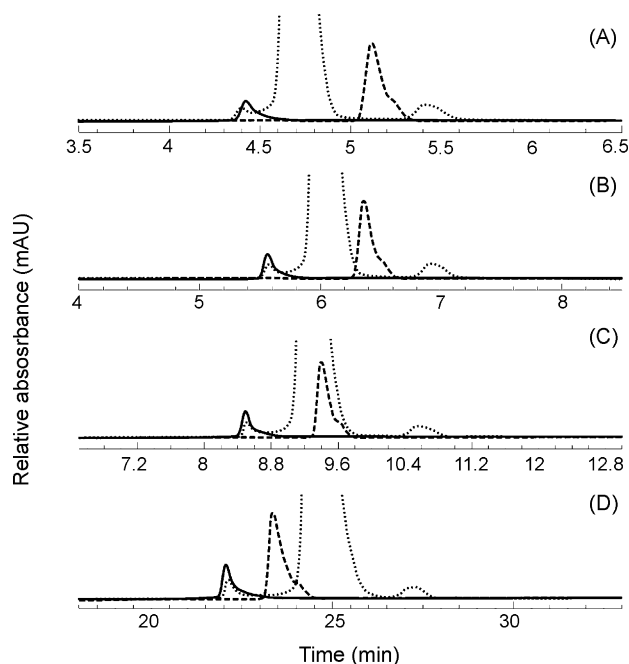 (A)
3.5 4 4.5 5 5.5 6 6.5
(B)
4 5 6 7 8
(C)
7.2 8 8.8 9.6 10.4 11.2 12 12.8
(D)
20 25 30
Time (min)
Relative absosrbance (mAU)